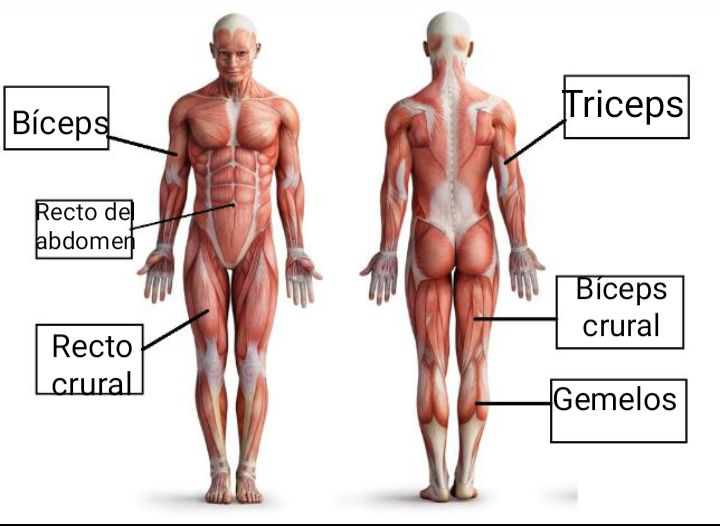 Bíceps
Recto del
abdomen
Recto
crural
Triceps
Bíceps
crural
Gemelos